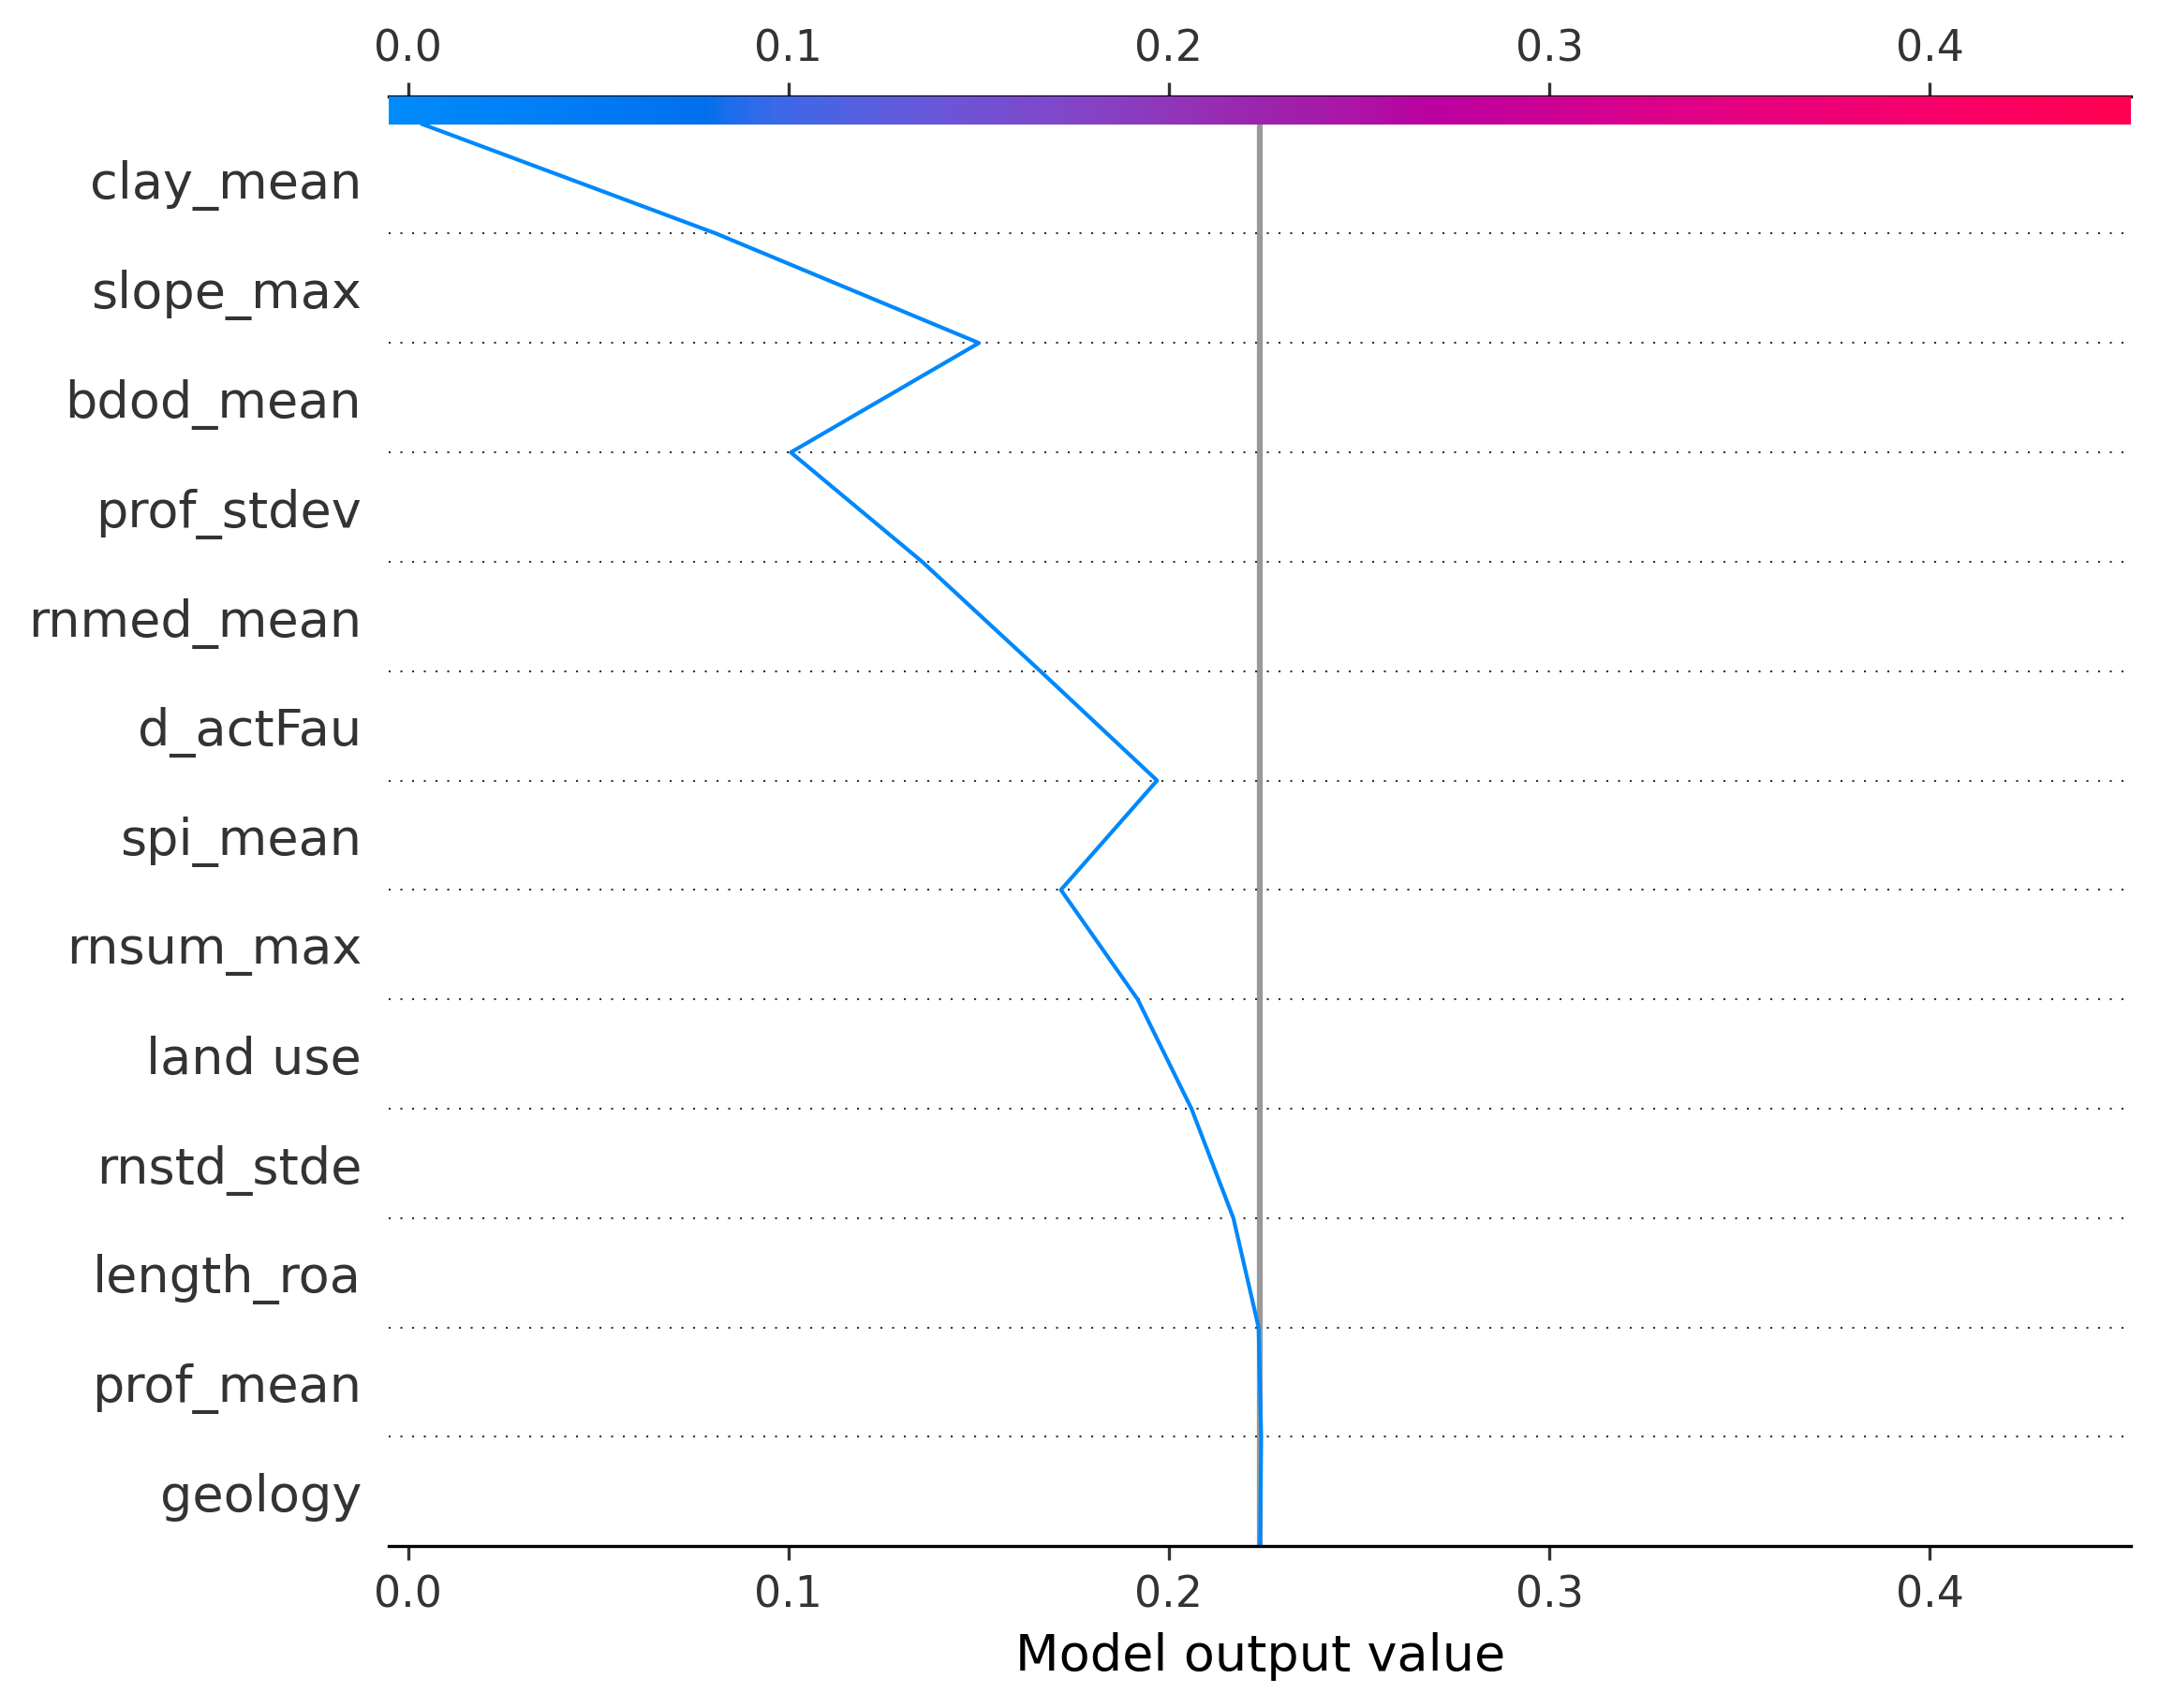 0.0 0.1 0.2 0.3 0.4
clay_mean
slope_max
bdod_mean
prof_stdev
rnmed_mean
d_actFau
spi_mean
rnsum_max
land use
rnstd_stde
length_roa
prof_mean
geology
0.0 0.1 0.2 0.3 0.4
Model output value